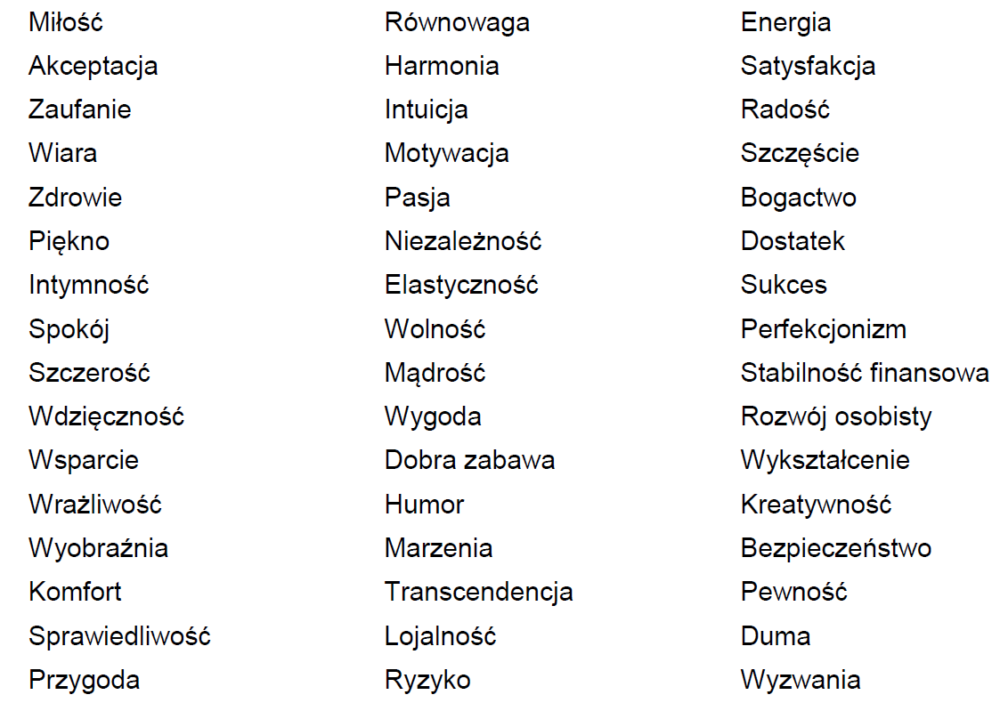 Miłość Równowaga Energia
Akceptacja Harmonia Satysfakcja
Zaufanie Intuicja Radość
Wiara Motywacja Szczęście
Zdrowie Pasja Bogactwo
Piękno Niezależność Dostatek
Intymność Elastyczność Sukces
Spokój Wolność Perfekcjonizm
Szczerość Mądrość Stabilność finansowa
Wdzięczność Wygoda Rozwój osobisty
Wsparcie Dobra zabawa Wykształcenie
Wrażliwość Humor Kreatywność
Wyobraźnia Marzenia Bezpieczeństwo
Komfort Transcendencja Pewność
Sprawiedliwość Lojalność Duma
Przygoda Ryzyko Wyzwania